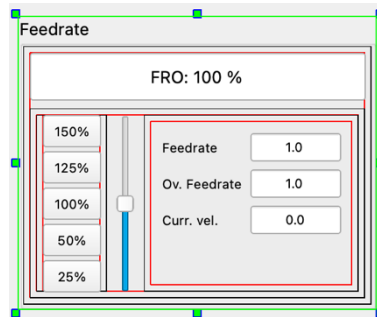 Feedrate
FRO: 100 %
150%
125%
100%
50%
25%
Feedrate 1.0
Ov. Feedrate 1.0
Curr. vel. 0.0